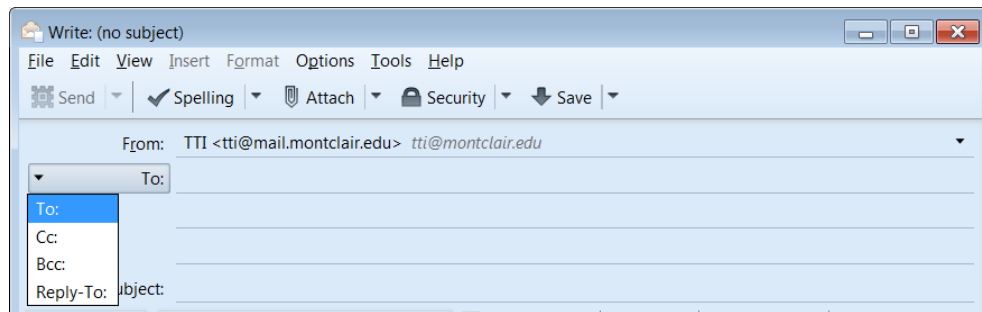 Write: (no subject)
File Edit View Insert Format Options Tools Help
Send Spelling Attach Security Save
From: TTI <tti@mail.montclair.edu> tti@montclair.edu
To:
To:
Cc:
Bcc:
Reply-To: ubject: